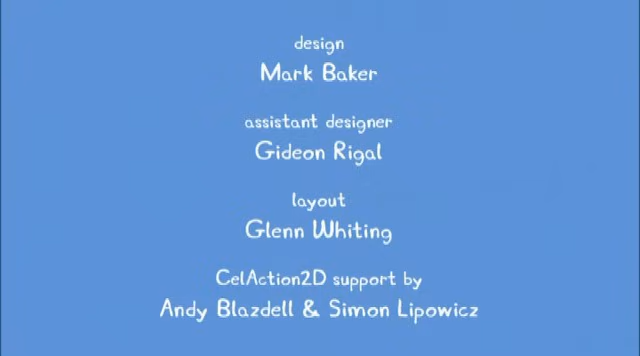 design
Mark Baker
assistant designer
Gideon Rigal
layout
Glenn Whiting
CelAction2D support by
Andy Blazdell & Simon Lipowicz